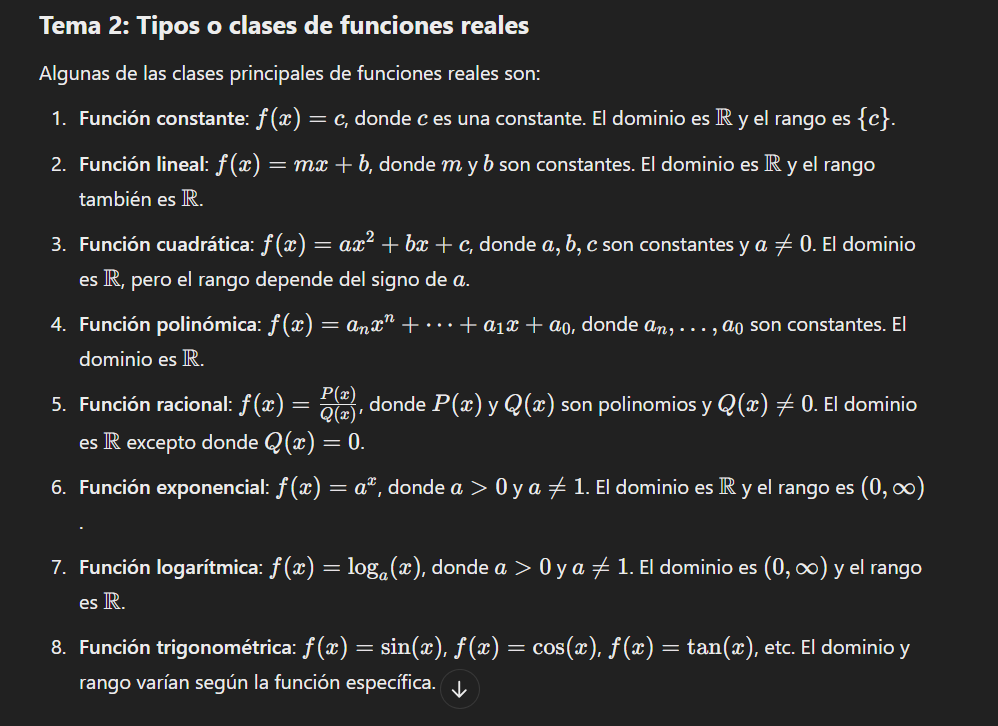 Tema 2: Tipos o clases de funciones reales
Algunas de las clases principales de funciones reales son:
1. Función constante: f(x) = c, donde c es una constante. El dominio es ℝ y el rango es {c}.
2. Función lineal: f(x) = mx + b, donde m y b son constantes. El dominio es ℝ y el rango
también es ℝ.
3. Función cuadrática: f(x) = ax² + bx + c, donde a, b, c son constantes y a ≠ 0. El dominio
es ℝ, pero el rango depende del signo de a.
4. Función polinómica: f(x) = aₙxⁿ + ⋯ + a₁x + a₀, donde aₙ, . . . , a₀ son constantes. El
dominio es ℝ.
5. Función racional: f(x) = P(x)/Q(x), donde P(x) y Q(x) son polinomios y Q(x) ≠ 0. El dominio
es ℝ excepto donde Q(x) = 0.
6. Función exponencial: f(x) = aˣ, donde a > 0 y a ≠ 1. El dominio es ℝ y el rango es (0, ∞)
.
7. Función logarítmica: f(x) = logₐ(x), donde a > 0 y a ≠ 1. El dominio es (0, ∞) y el rango
es ℝ.
8. Función trigonométrica: f(x) = sin(x), f(x) = cos(x), f(x) = tan(x), etc. El dominio y
rango varían según la función específica.